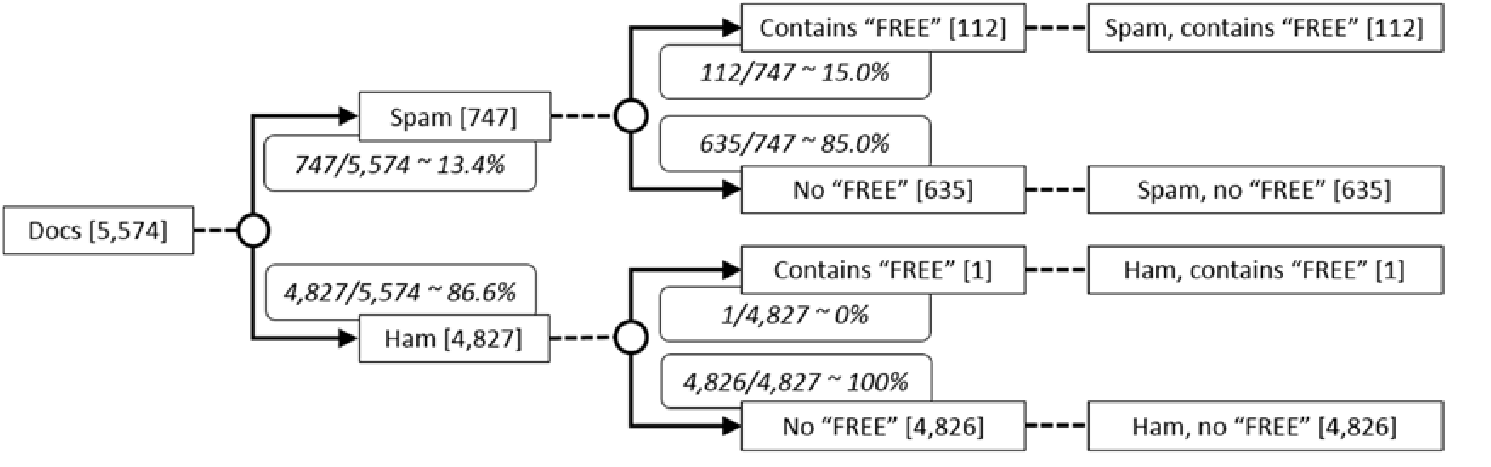 Contains “FREE” [112]
Spam, contains “FREE” [112]
112/747 ~ 15.0%
Spam [747]
747/5,574 ~ 13.4%
635/747 ~ 85.0%
No “FREE” [635]
Spam, no “FREE” [635]
Docs [5,574]
Contains “FREE” [1]
Ham, contains “FREE” [1]
4,827/5,574 ~ 86.6%
1/4,827 ~ 0%
Ham [4,827]
4,826/4,827 ~ 100%
No “FREE” [4,826]
Ham, no “FREE” [4,826]